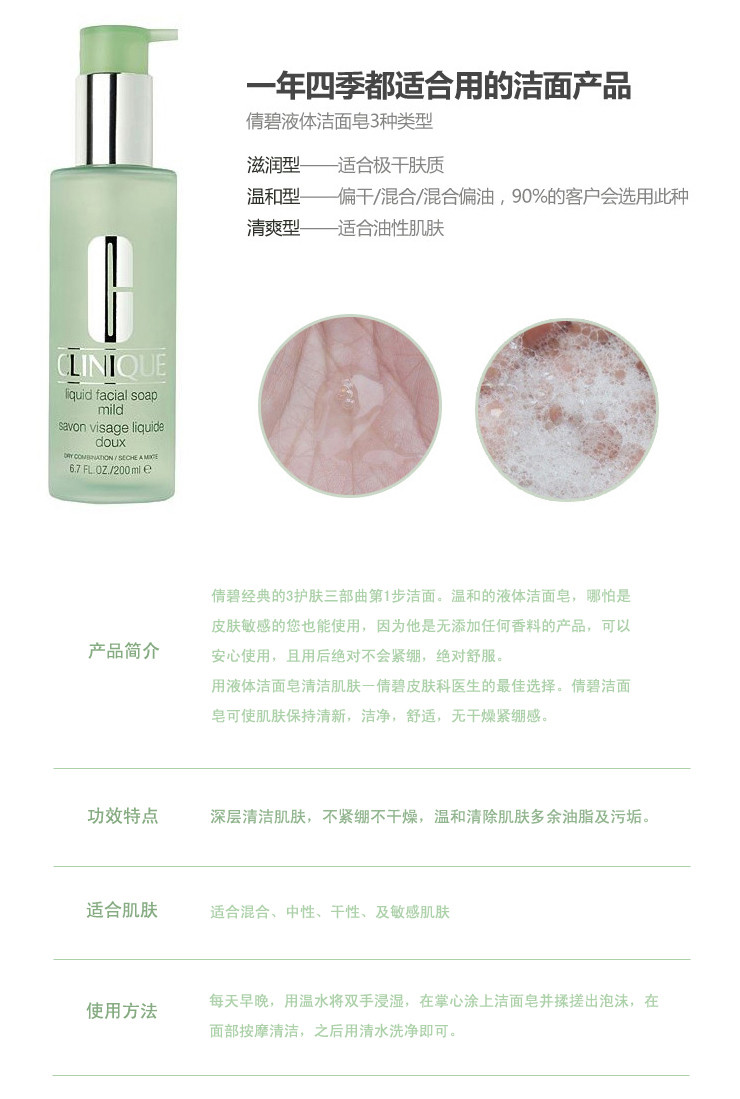 一年四季都适合用的洁面产品
倩碧液体洁面皂3种类型
滋润型——适合极干肤质
温和型——偏干/混合/混合偏油，90%的客户会选用此种
清爽型——适合油性肌肤
CLINIQUE
liquid facial soap
mild
savon visage liquide
doux
DRY COMBINATION / SECHE A MIXTE
6.7 FL.OZ./200 ml ℮
产品简介
倩碧经典的3护肤三部曲第1步洁面。温和的液体洁面皂，哪怕是
皮肤敏感的您也能使用，因为他是无添加任何香料的产品，可以
安心使用，且用后绝对不会紧绷，绝对舒服。
用液体洁面皂清洁肌肤—倩碧皮肤科医生的最佳选择。倩碧洁面
皂可使肌肤保持清新，洁净，舒适，无干燥紧绷感。
功效特点
深层清洁肌肤，不紧绷不干燥，温和清除肌肤多余油脂及污垢。
适合肌肤
适合混合、中性、干性、及敏感肌肤
使用方法
每天早晚，用温水将双手浸湿，在掌心涂上洁面皂并揉搓出泡沫，在
面部按摩清洁，之后用清水洗净即可。